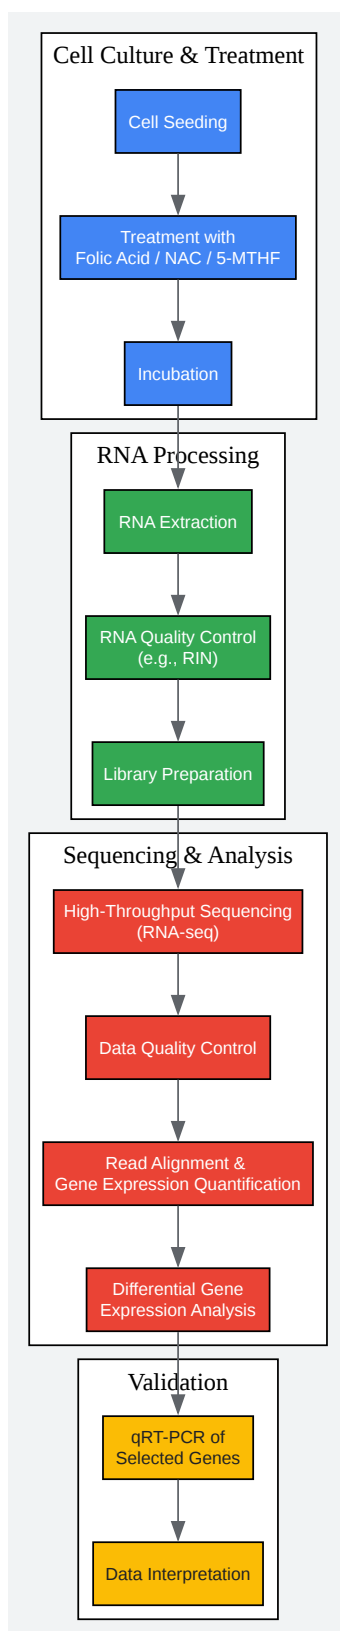 Cell Culture & Treatment
Cell Seeding
Treatment with
Folic Acid / NAC / 5-MTHF
Incubation
RNA Processing
RNA Extraction
RNA Quality Control
(e.g., RIN)
Library Preparation
Sequencing & Analysis
High-Throughput Sequencing
(RNA-seq)
Data Quality Control
Read Alignment &
Gene Expression Quantification
Differential Gene
Expression Analysis
Validation
qRT-PCR of
Selected Genes
Data Interpretation